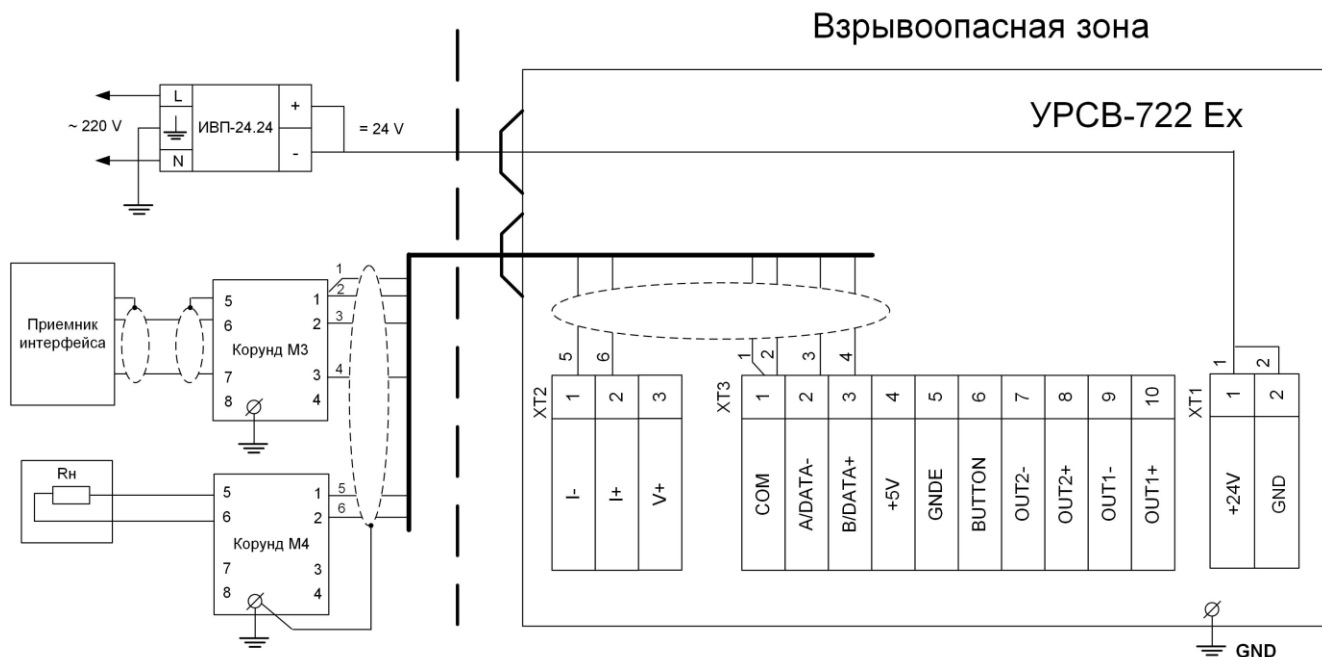 Взрывоопасная зона
УРСВ-722 Ex
~ 220 V
L
N
ИВП-24.24
+
-
= 24 V
Приемник
интерфейса
5
6
7
8
Корунд М3
1
2
3
4
1
2
3
4
Rн
5
6
7
8
Корунд М4
1
2
3
4
5
6
5
6
XT2
1
2
3
I-
I+
V+
1
2
3
4
XT3
1
2
3
4
5
6
7
8
9
10
COM
A/DATA-
B/DATA+
+5V
GNDE
BUTTON
OUT2-
OUT2+
OUT1-
OUT1+
1
2
XT1
1
2
+24V
GND
GND